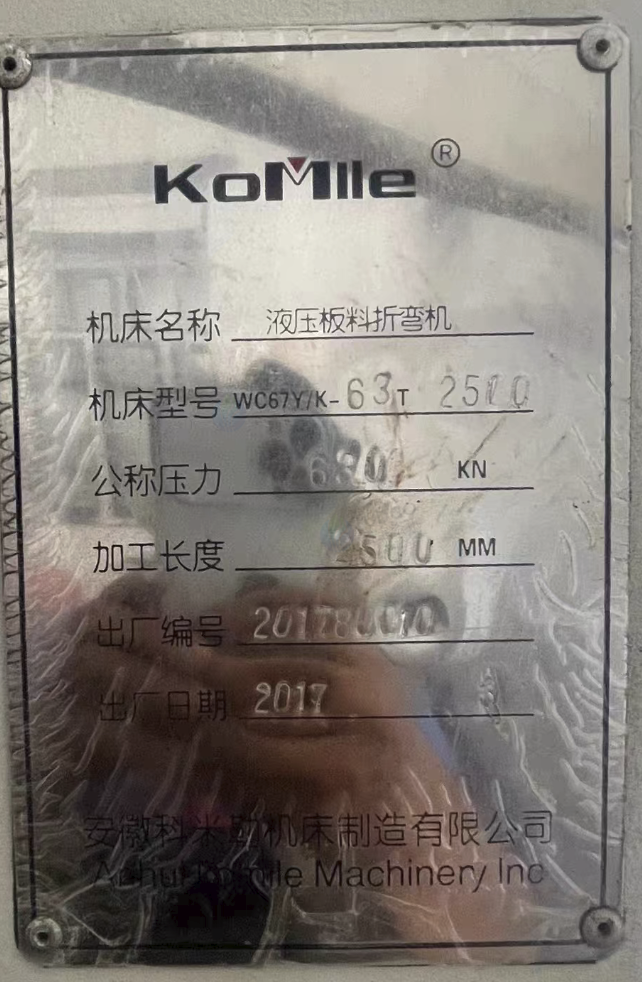 KoMIle ®
机床名称 液压板料折弯机
机床型号 WC67Y/K-63T 2500
公称压力 630 KN
加工长度 2500 MM
出厂编号
出厂日期 2017
安徽科米勒机床制造有限公司
Anhui Komile Machinery Inc